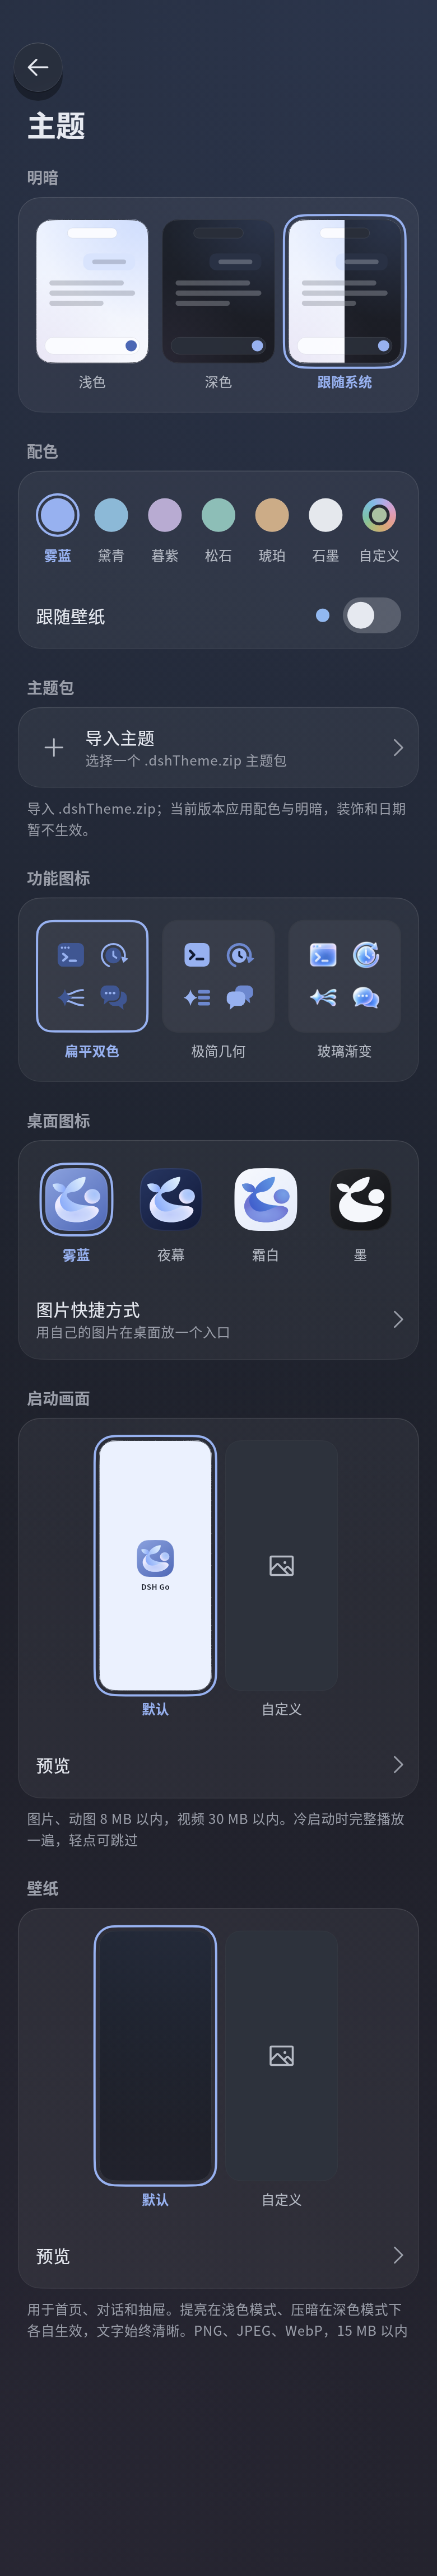 主题
明暗
浅色
深色
跟随系统
配色
雾蓝
黛青
暮紫
松石
琥珀
石墨
自定义
跟随壁纸
主题包
导入主题
选择一个 .dshTheme.zip 主题包
导入 .dshTheme.zip；当前版本应用配色与明暗，装饰和日期
暂不生效。
功能图标
扁平双色
极简几何
玻璃渐变
桌面图标
雾蓝
夜幕
霜白
墨
图片快捷方式
用自己的图片在桌面放一个入口
启动画面
DSH Go
默认
自定义
预览
图片、动图 8 MB 以内，视频 30 MB 以内。冷启动时完整播放
一遍，轻点可跳过
壁纸
默认
自定义
预览
用于首页、对话和抽屉。提亮在浅色模式、压暗在深色模式下
各自生效，文字始终清晰。PNG、JPEG、WebP，15 MB 以内